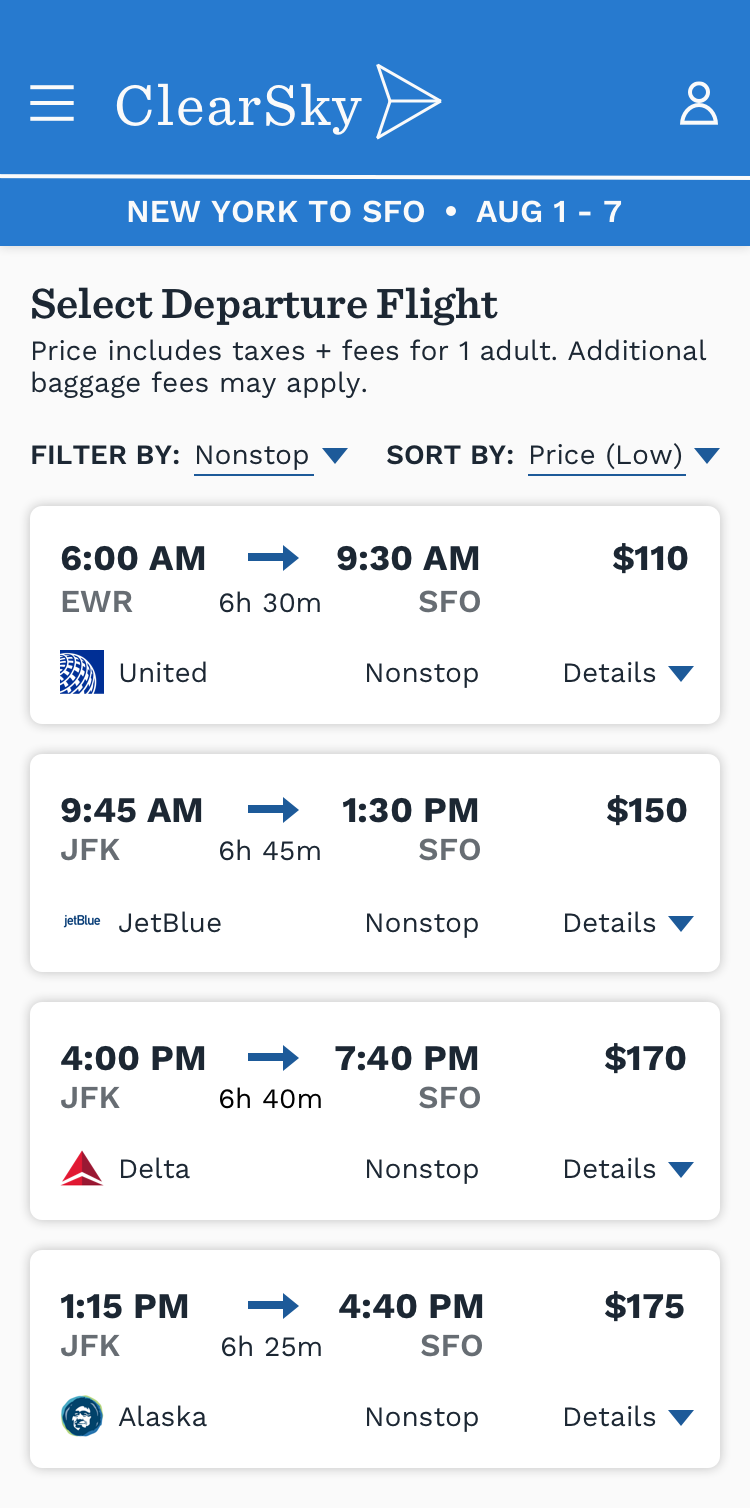 ClearSky
NEW YORK TO SFO • AUG 1 - 7
Select Departure Flight
Price includes taxes + fees for 1 adult. Additional
baggage fees may apply.
FILTER BY: Nonstop SORT BY: Price (Low)
6:00 AM 9:30 AM $110
EWR 6h 30m SFO
United Nonstop Details
9:45 AM 1:30 PM $150
JFK 6h 45m SFO
jetBlue JetBlue Nonstop Details
4:00 PM 7:40 PM $170
JFK 6h 40m SFO
Delta Nonstop Details
1:15 PM 4:40 PM $175
JFK 6h 25m SFO
Alaska Nonstop Details